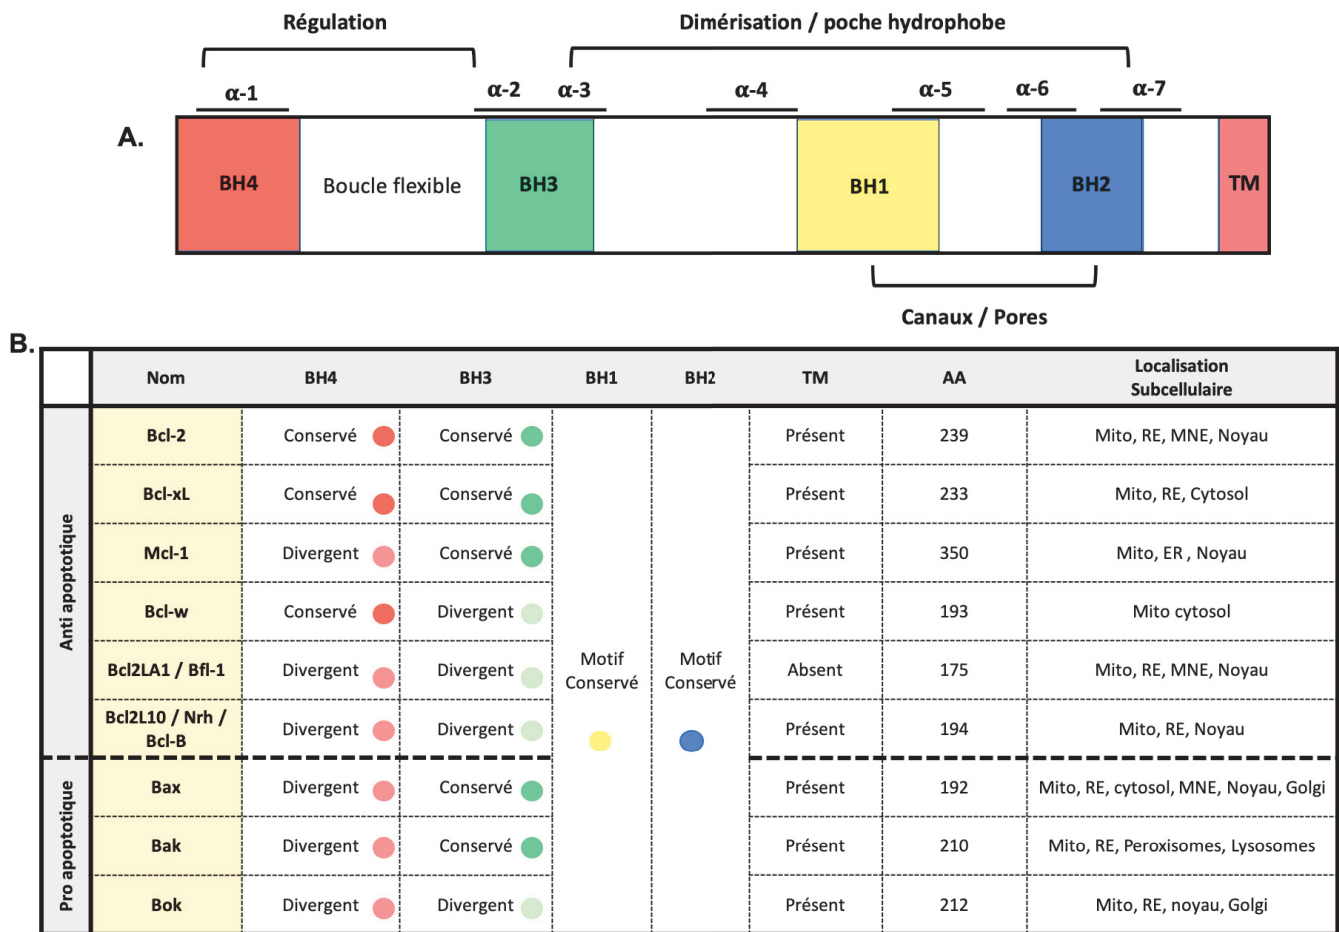 Régulation
Dimérisation / poche hydrophobe
α-1
α-2
α-3
α-4
α-5
α-6
α-7
A.
BH4
Boucle flexible
BH3
BH1
BH2
TM
Canaux / Pores
B.
Nom BH4 BH3 BH1 BH2 TM AA Localisation
Subcellulaire
Anti apoptotique
Bcl-2 Conservé Conservé Présent 239 Mito, RE, MNE, Noyau
Bcl-xL Conservé Conservé Présent 233 Mito, RE, Cytosol
Mcl-1 Divergent Conservé Présent 350 Mito, ER , Noyau
Bcl-w Conservé Divergent Présent 193 Mito cytosol
Motif
Conservé
Motif
Conservé
Bcl2LA1 / Bfl-1 Divergent Divergent Absent 175 Mito, RE, MNE, Noyau
Bcl2L10 / Nrh /
Bcl-B Divergent Divergent Présent 194 Mito, RE, Noyau
Pro apoptotique
Bax Divergent Conservé Présent 192 Mito, RE, cytosol, MNE, Noyau, Golgi
Bak Divergent Conservé Présent 210 Mito, RE, Peroxisomes, Lysosomes
Bok Divergent Divergent Présent 212 Mito, RE, noyau, Golgi